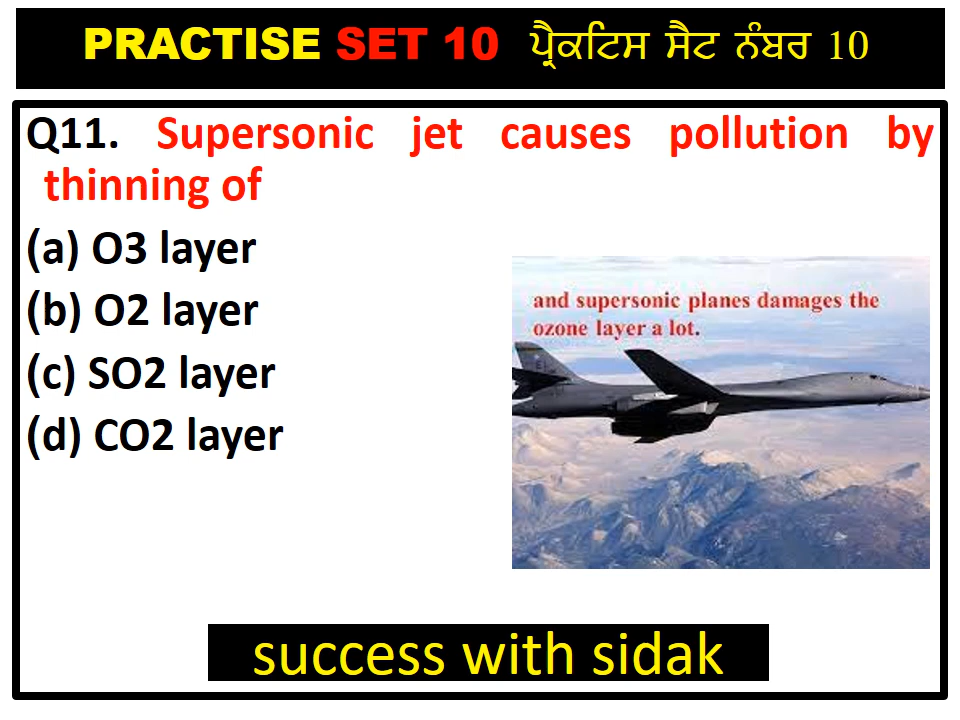 PRACTISE SET 10 ਪ੍ਰੈਕਟਿਸ ਸੈਟ ਨੰਬਰ 10
Q11. Supersonic jet causes pollution by
thinning of
(a) O3 layer
(b) O2 layer
(c) SO2 layer
(d) CO2 layer
and supersonic planes damages the
ozone layer a lot.
success with sidak